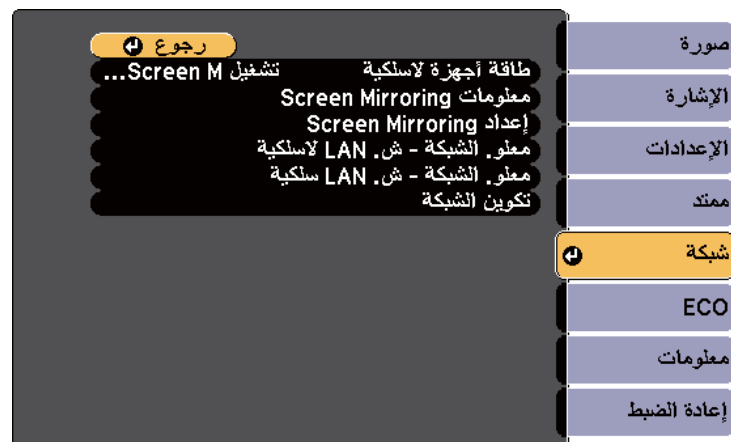 صورة
الإشارة
الإعدادات
ممتد
شبكة
ECO
معلومات
إعادة الضبط
رجوع
طاقة أجهزة لاسلكية تشغيل Screen M...
معلومات Screen Mirroring
إعداد Screen Mirroring
معلو. الشبكة - ش. LAN لاسلكية
معلو. الشبكة - ش. LAN سلكية
تكوين الشبكة